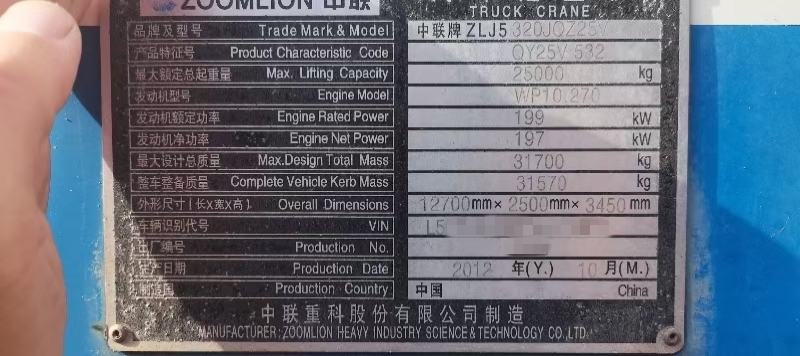 ZOOMLION 中联
TRUCK CRANE
品牌及型号 Trade Mark & Model 中联牌 ZLJ5320JQZ25V
产品特征号 Product Characteristic Code QY25V 532
最大额定总起重量 Max. Lifting Capacity 25000 kg
发动机型号 Engine Model WP10.270
发动机额定功率 Engine Rated Power 199 kW
发动机净功率 Engine Net Power 197 kW
最大设计总质量 Max.Design Total Mass 31700 kg
整车整备质量 Complete Vehicle Kerb Mass 31570 kg
外形尺寸(长X宽X高) Overall Dimensions 12700mm× 2500mm× 3450 mm
车辆识别代号 VIN L5
出厂编号 Production No.
生产日期 Production Date 2012 年(Y.) 10 月(M.)
制造国 Production Country 中国 China
中联重科股份有限公司制造
MANUFACTURER: ZOOMLION HEAVY INDUSTRY SCIENCE & TECHNOLOGY CO.,LTD.